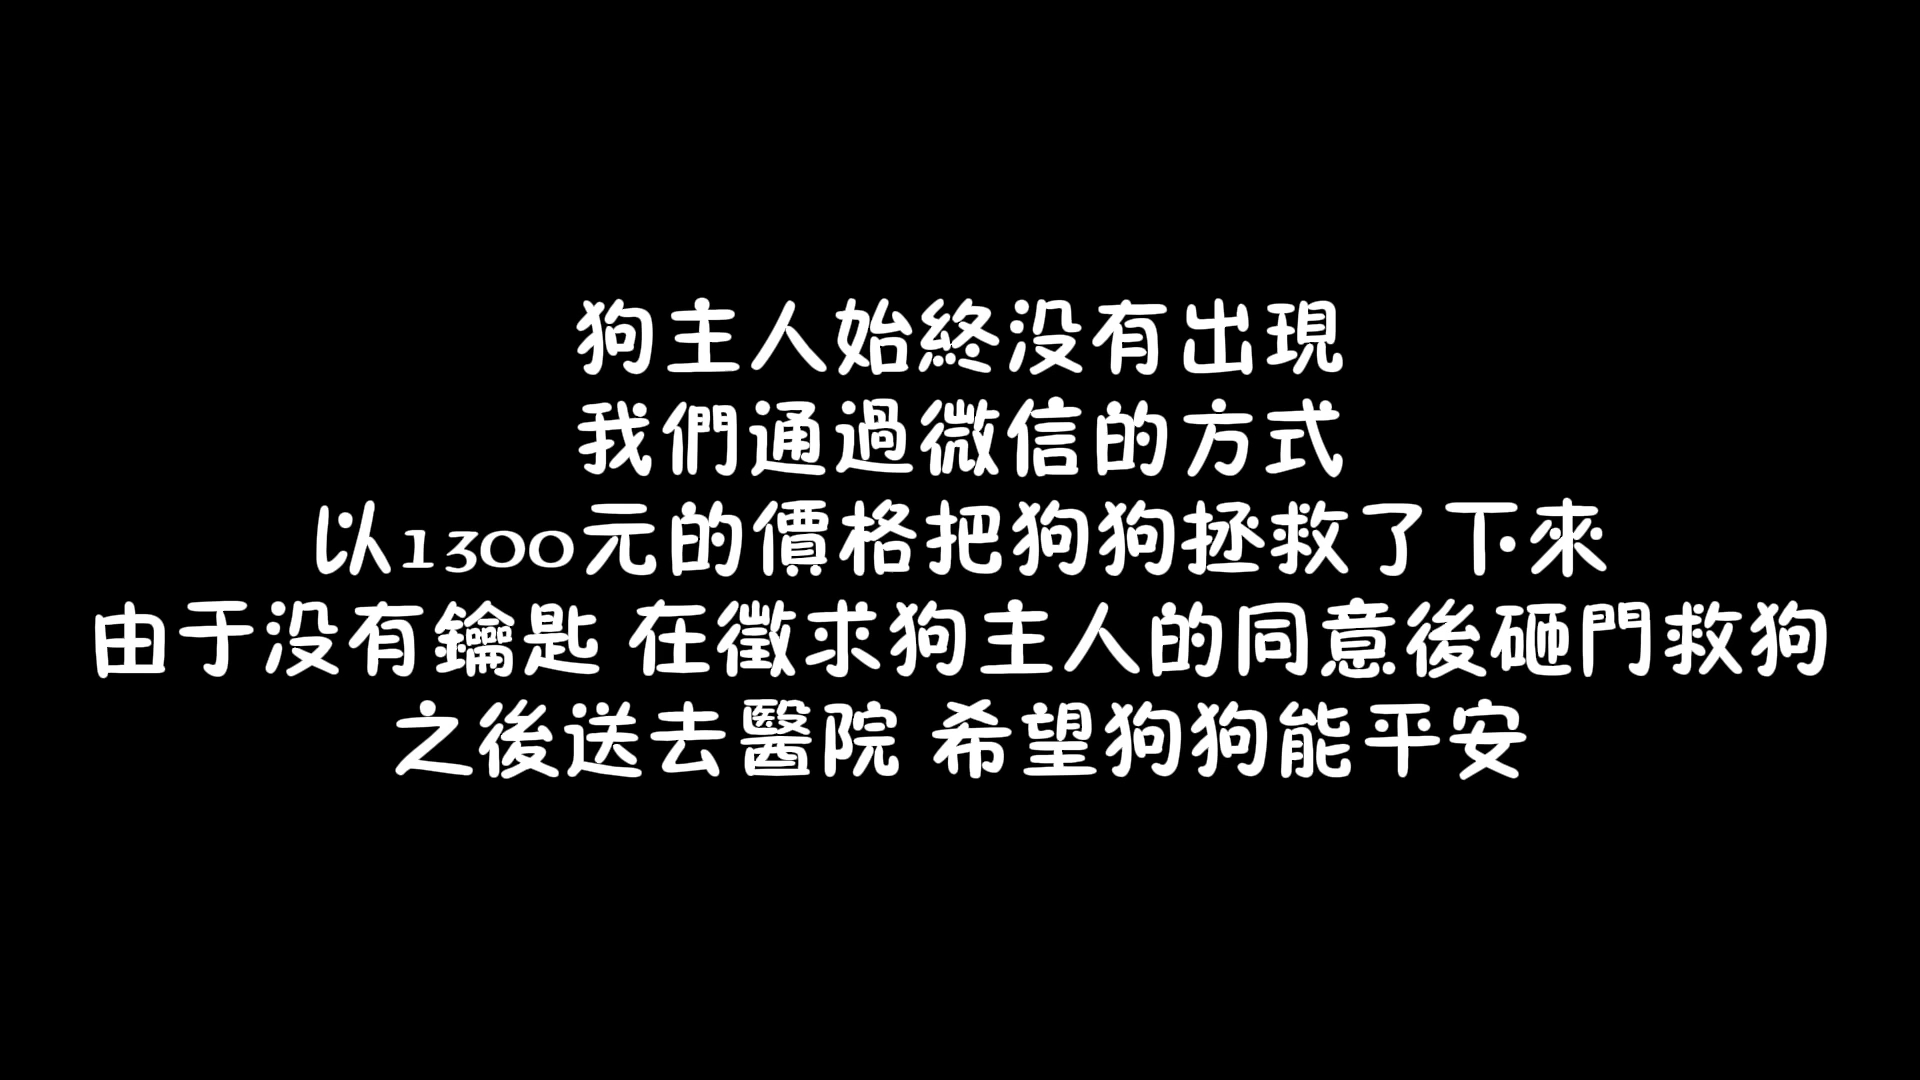 狗主人始終没有出現
我們通過微信的方式
以1300元的價格把狗狗拯救了下來
由于没有鑰匙 在徵求狗主人的同意後砸門救狗
之後送去醫院 希望狗狗能平安